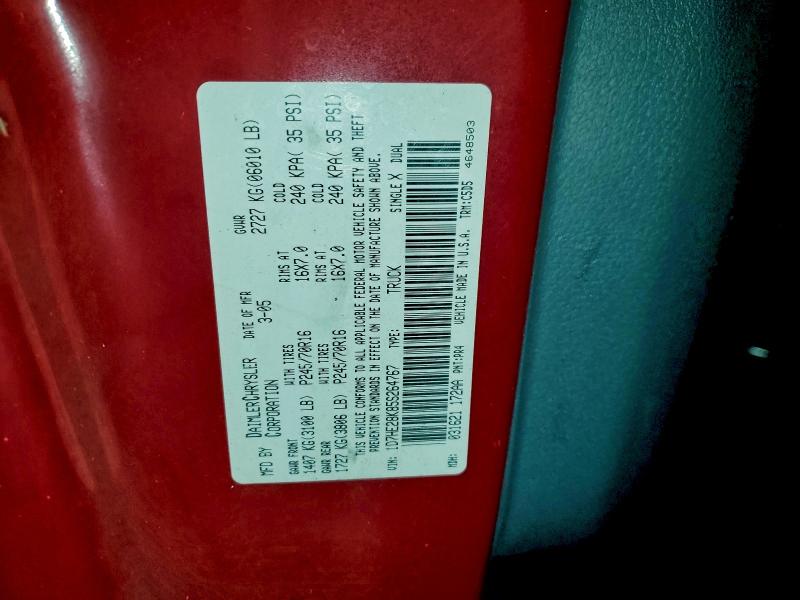 MFD BY DAIMLERCHRYSLER CORPORATION DATE OF MFR 3-05 GVWR 2727 KG(06010 LB)
GAWR FRONT WITH TIRES RIMS AT COLD
1407 KG(3100 LB) P245/70R16 16X7.0 240 KPA( 35 PSI)
GAWR REAR WITH TIRES RIMS AT COLD
1727 KG(3806 LB) P245/70R16 - 16X7.0 240 KPA( 35 PSI)
THIS VEHICLE CONFORMS TO ALL APPLICABLE FEDERAL MOTOR VEHICLE SAFETY AND THEFT
PREVENTION STANDARDS IN EFFECT ON THE DATE OF MANUFACTURE SHOWN ABOVE.
VIN: 1D7HE28K85S264767 TYPE: TRUCK SINGLE X DUAL
MDH: 031621 172AA PNT:PR4 VEHICLE MADE IN U.S.A. TRM:C5D5 4648503